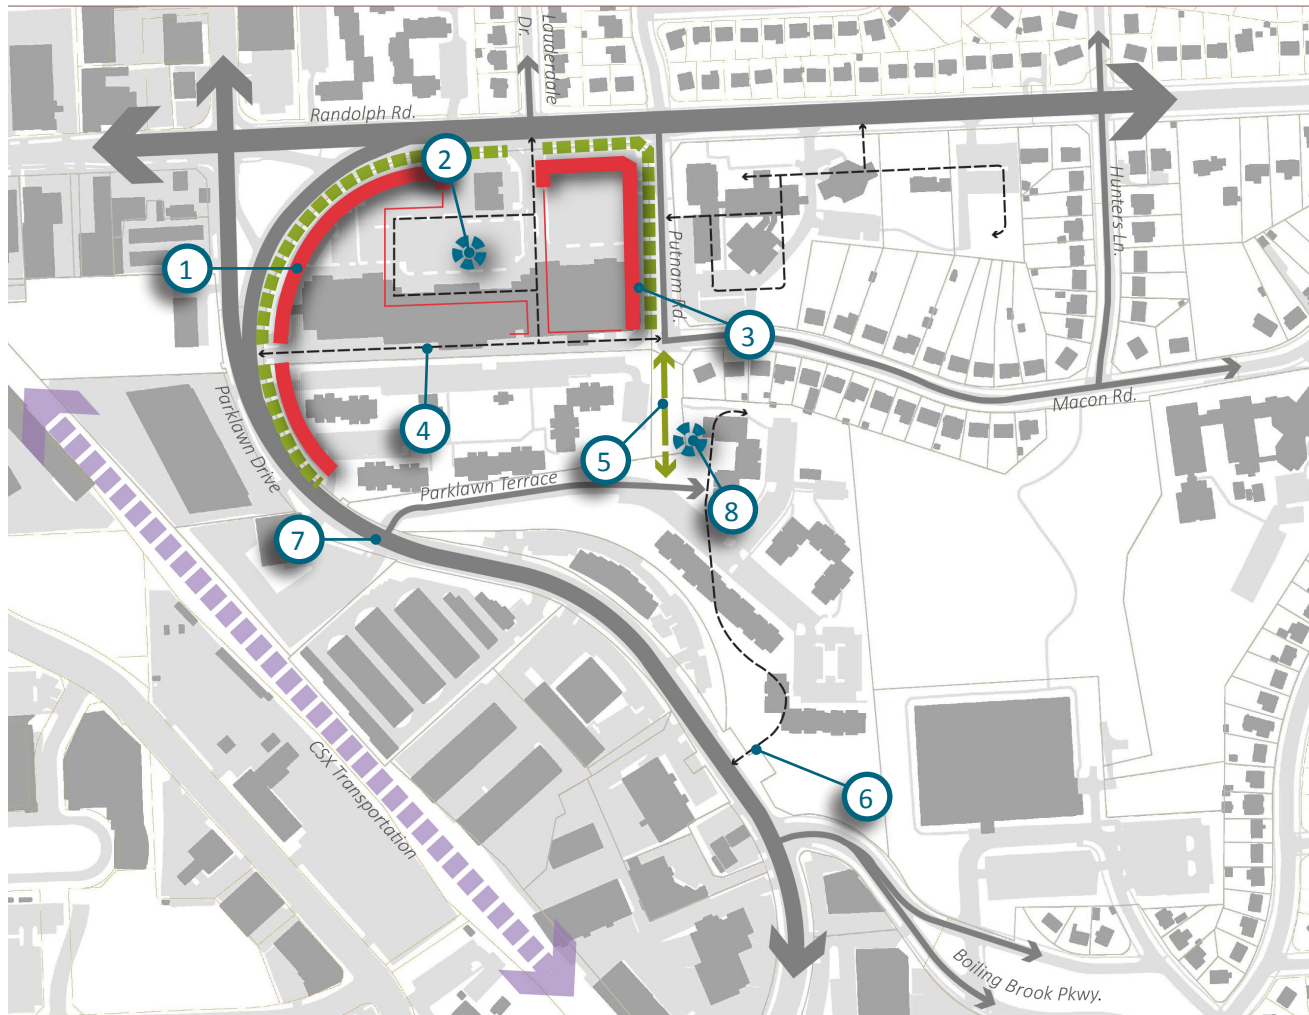 Lauderdale
Dr.
Randolph Rd.
2
Hunters Ln.
1
Putnam Rd.
3
Macon Rd.
Parklawn Drive
4
5
Parklawn Terrace
8
7
CSX Transportation
6
Boiling Brook Pkwy.